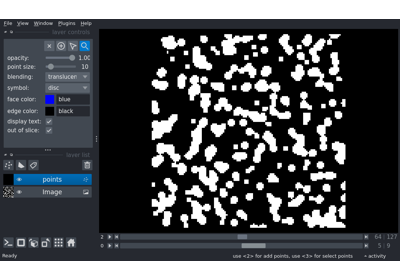 File View Window Plugins Help
layer controls
opacity: 1.00
point size: 10
blending: translucen
symbol: disc
face color: blue
edge color: black
display text:
out of slice:
layer list
points
Image
2 64 127
0 5 9
Ready use <2> for add points, use <3> for select points activity